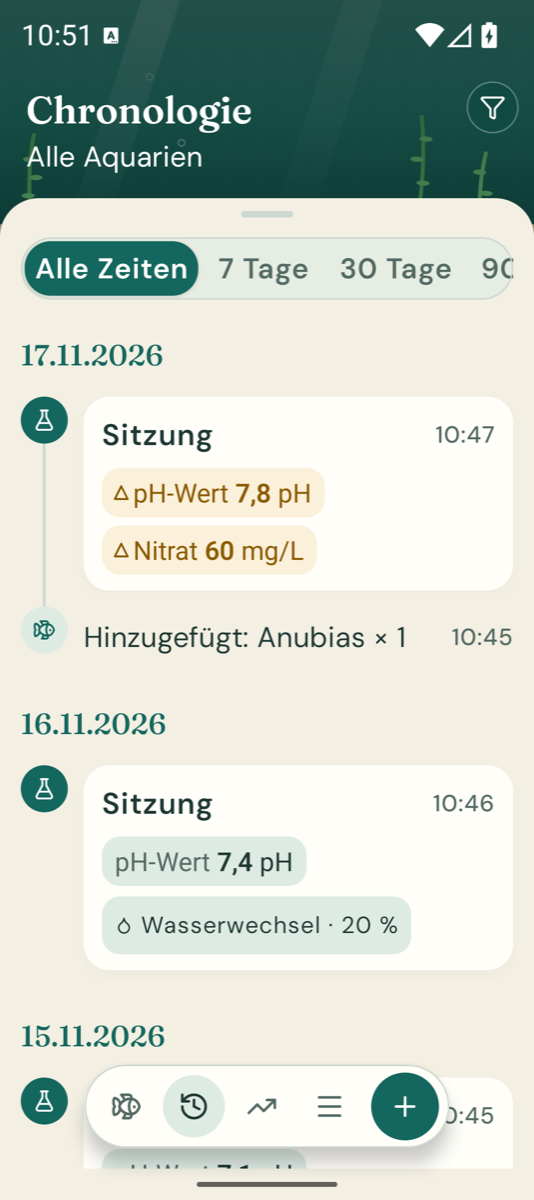 10:51
Chronologie
Alle Aquarien
Alle Zeiten 7 Tage 30 Tage
17.11.2026
Sitzung 10:47
pH-Wert 7,8 pH
Nitrat 60 mg/L
Hinzugefügt: Anubias × 1 10:45
16.11.2026
Sitzung 10:46
pH-Wert 7,4 pH
Wasserwechsel · 20 %
15.11.2026